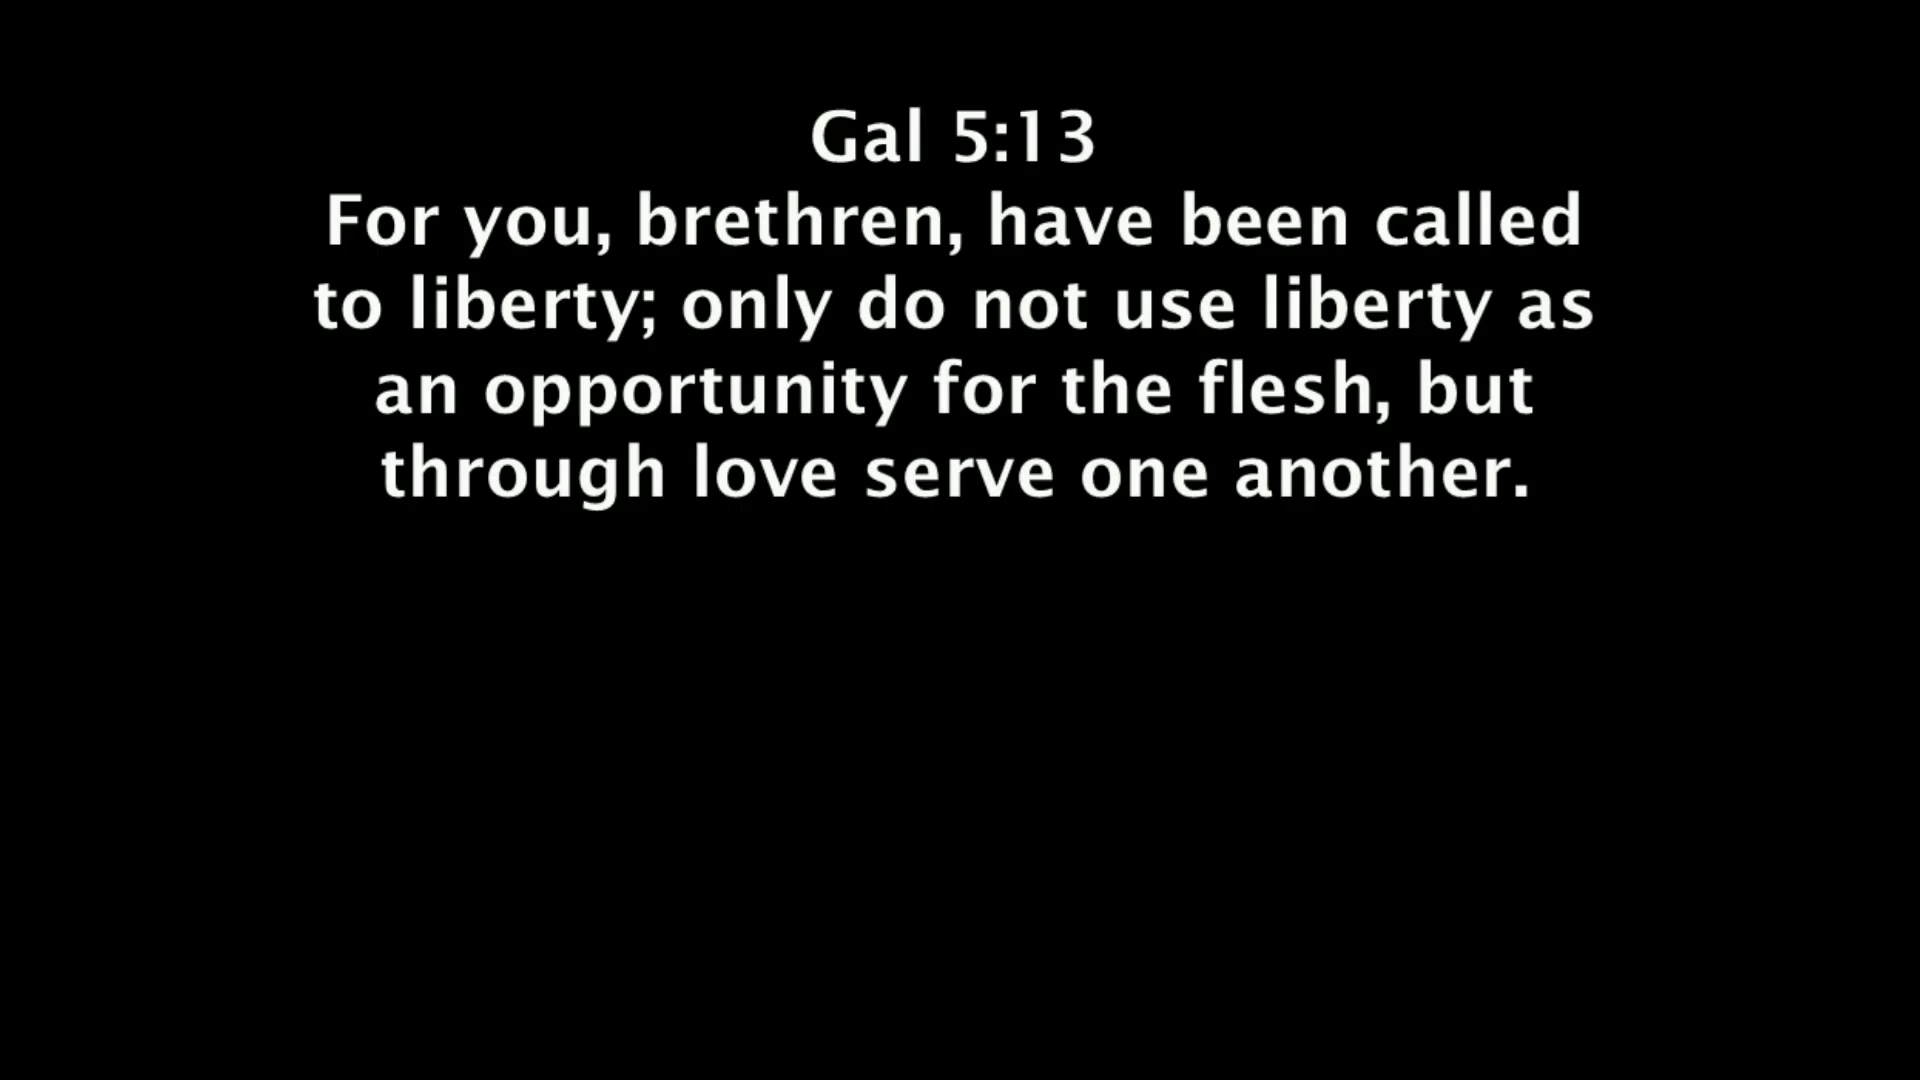 Gal 5:13
For you, brethren, have been called
to liberty; only do not use liberty as
an opportunity for the flesh, but
through love serve one another.